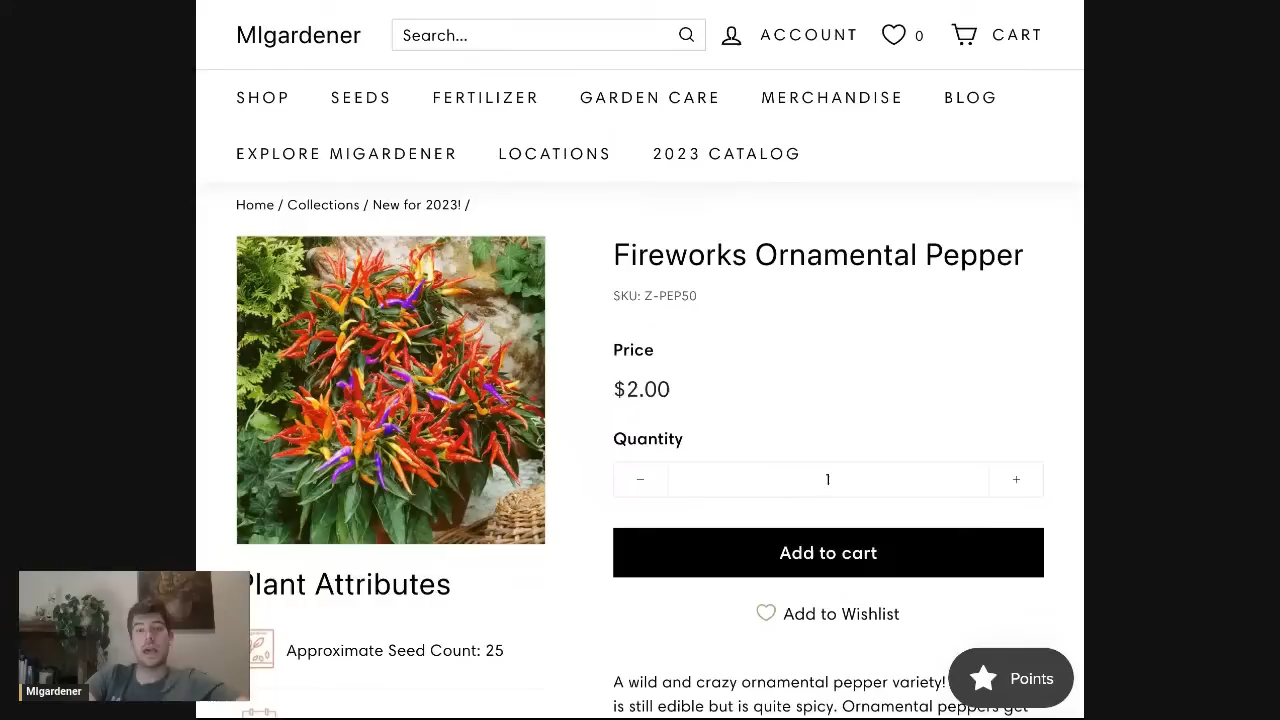 MIgardener
Search...
ACCOUNT
0
CART
SHOP SEEDS FERTILIZER GARDEN CARE MERCHANDISE BLOG
EXPLORE MIGARDENER LOCATIONS 2023 CATALOG
Home / Collections / New for 2023! /
Fireworks Ornamental Pepper
SKU: Z-PEP50
Price
$2.00
Quantity
− 1 +
Add to cart
Add to Wishlist
Plant Attributes
Approximate Seed Count: 25
A wild and crazy ornamental pepper variety!
is still edible but is quite spicy. Ornamental peppers get
Points
MIgardener